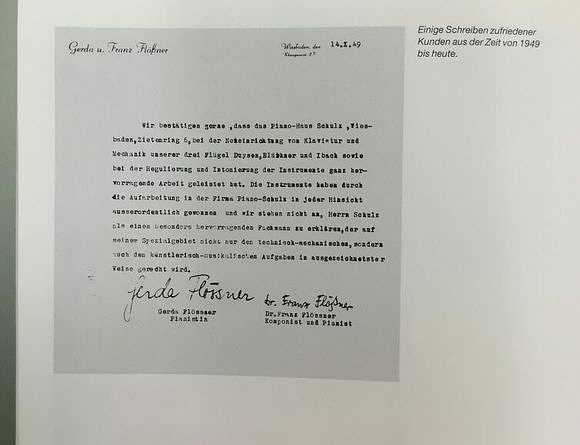 Einige Schreiben zufriedener
Kunden aus der Zeit von 1949
bis heute.
Gerda u. Franz Flößner
Wiesbaden, den 14.X.49
Wir bestätigen gerne ,dass das Piano-Haus Schulz ,Wies-
baden,Zietenring 6,bei der Neueinrichtung von Klaviatur und
Mechanik unserer drei Flügel Duysen,Blüthner und Ibach sowie
bei der Regulierung und Intonierung der Instrumente ganz her-
vorragende Arbeit geleistet hat. Die Instrumente haben durch
die Aufarbeitung in der Firma Piano-Schulz in jeder Hinsicht
ausserordentlich gewonnen und wir stehen nicht an, Herrn Schulz
als einen besonders hervorragenden Fachmann zu erklären,der auf
seinem Spezialgebiet nicht nur den technisch-mechanischen,sondern
auch den künstlerisch-musikalischen Aufgaben in ausgezeichnetster
Weise gerecht wird.
Gerda Flössner Dr. Franz Flößner
Gerda Flössner Dr.Franz Flössner
Pianistin Komponist und Pianist